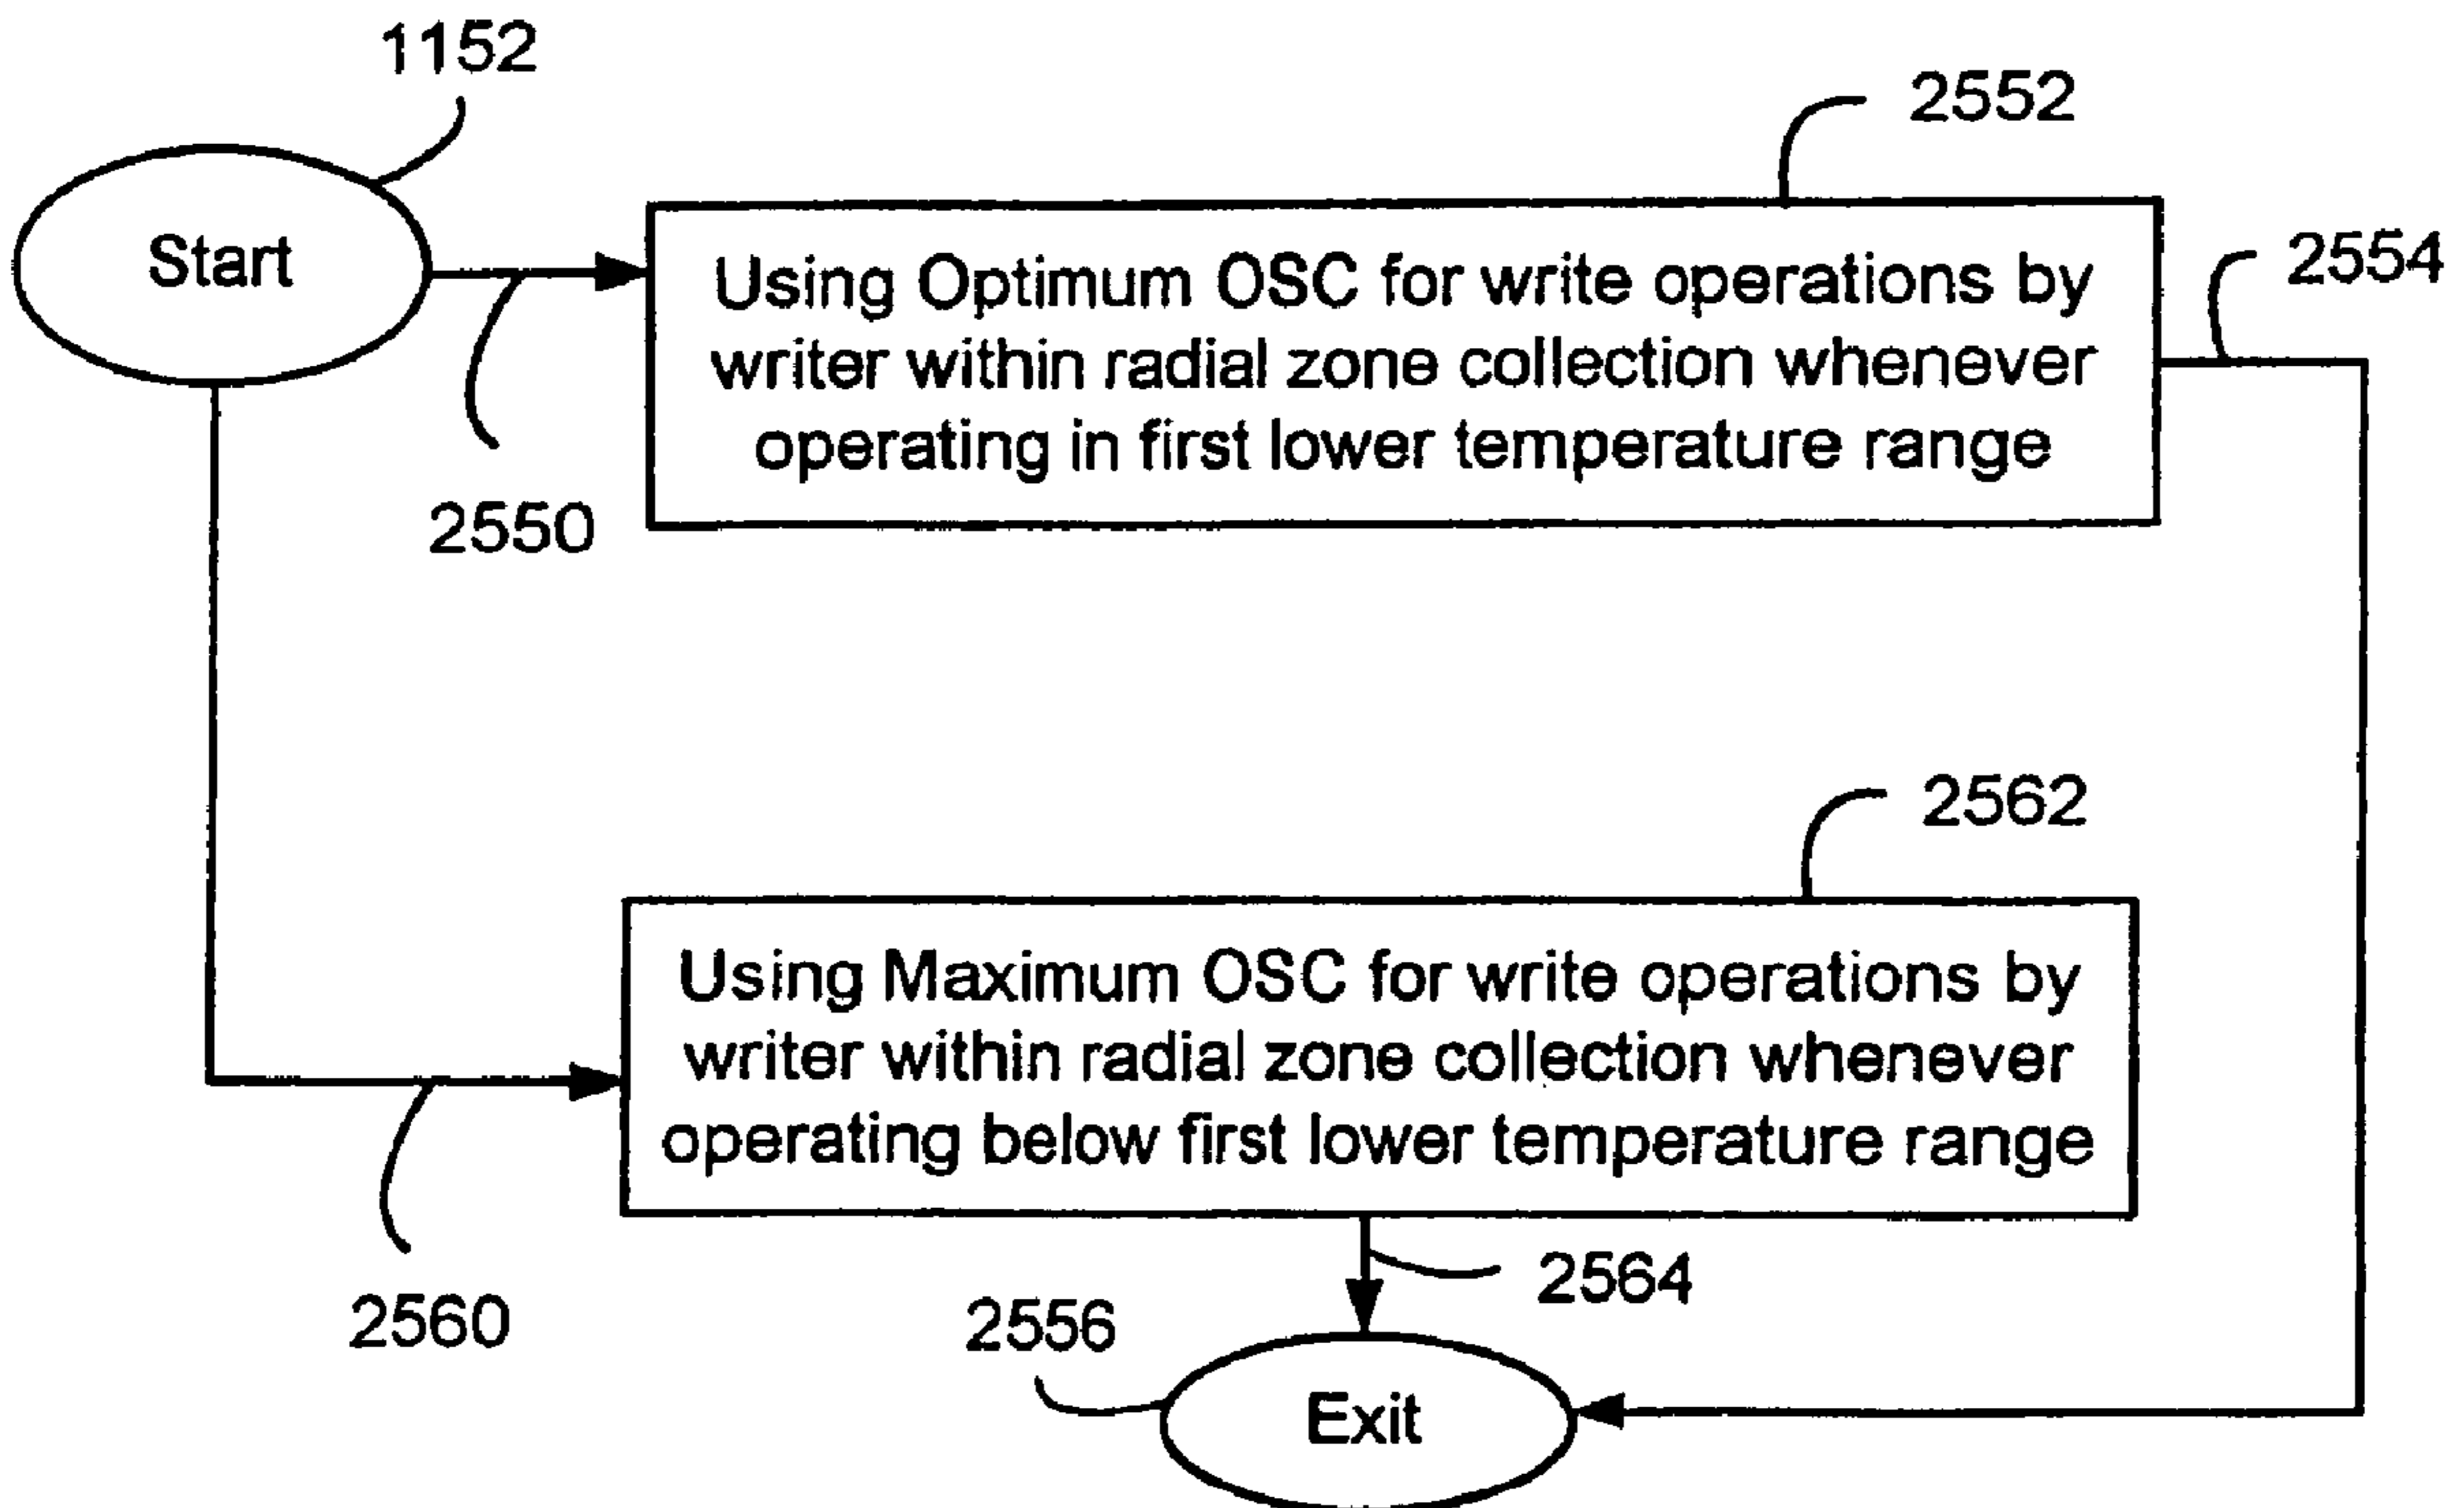 1152
2552
Start
2554
Using Optimum OSC for write operations by
writer within radial zone collection whenever
operating in first lower temperature range
2550
2562
Using Maximum OSC for write operations by
writer within radial zone collection whenever
operating below first lower temperature range
2560
2564
2556
Exit